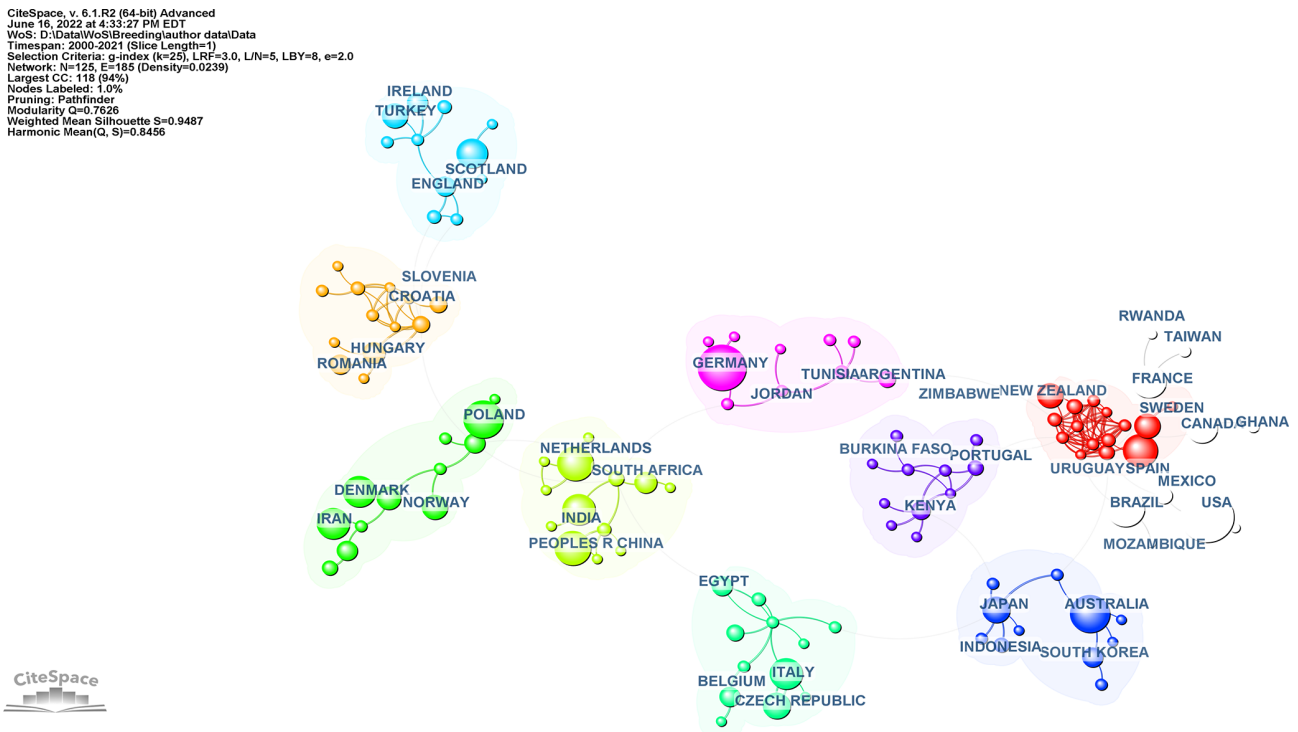 CiteSpace, v. 6.1.R2 (64-bit) Advanced
June 16, 2022 at 4:33:27 PM EDT
WoS: D:\Data\WoS\Breeding\author data\Data
Timespan: 2000-2021 (Slice Length=1)
Selection Criteria: g-index (k=25), LRF=3.0, L/N=5, LBY=8, e=2.0
Network: N=125, E=185 (Density=0.0239)
Largest CC: 118 (94%)
Nodes Labeled: 1.0%
Pruning: Pathfinder
Modularity Q=0.7626
Weighted Mean Silhouette S=0.9487
Harmonic Mean(Q, S)=0.8456
IRELAND
TURKEY
SCOTLAND
ENGLAND
SLOVENIA
CROATIA
HUNGARY
ROMANIA
RWANDA
TAIWAN
GERMANY
TUNISIA
ARGENTINA
FRANCE
JORDAN
ZIMBABWE
NEW ZEALAND
POLAND
SWEDEN
CANADA
GHANA
NETHERLANDS
BURKINA FASO
PORTUGAL
SOUTH AFRICA
URUGUAY
SPAIN
MEXICO
DENMARK
NORWAY
KENYA
BRAZIL
USA
IRAN
INDIA
PEOPLES R CHINA
MOZAMBIQUE
EGYPT
JAPAN
AUSTRALIA
INDONESIA
SOUTH KOREA
ITALY
BELGIUM
CZECH REPUBLIC
CiteSpace